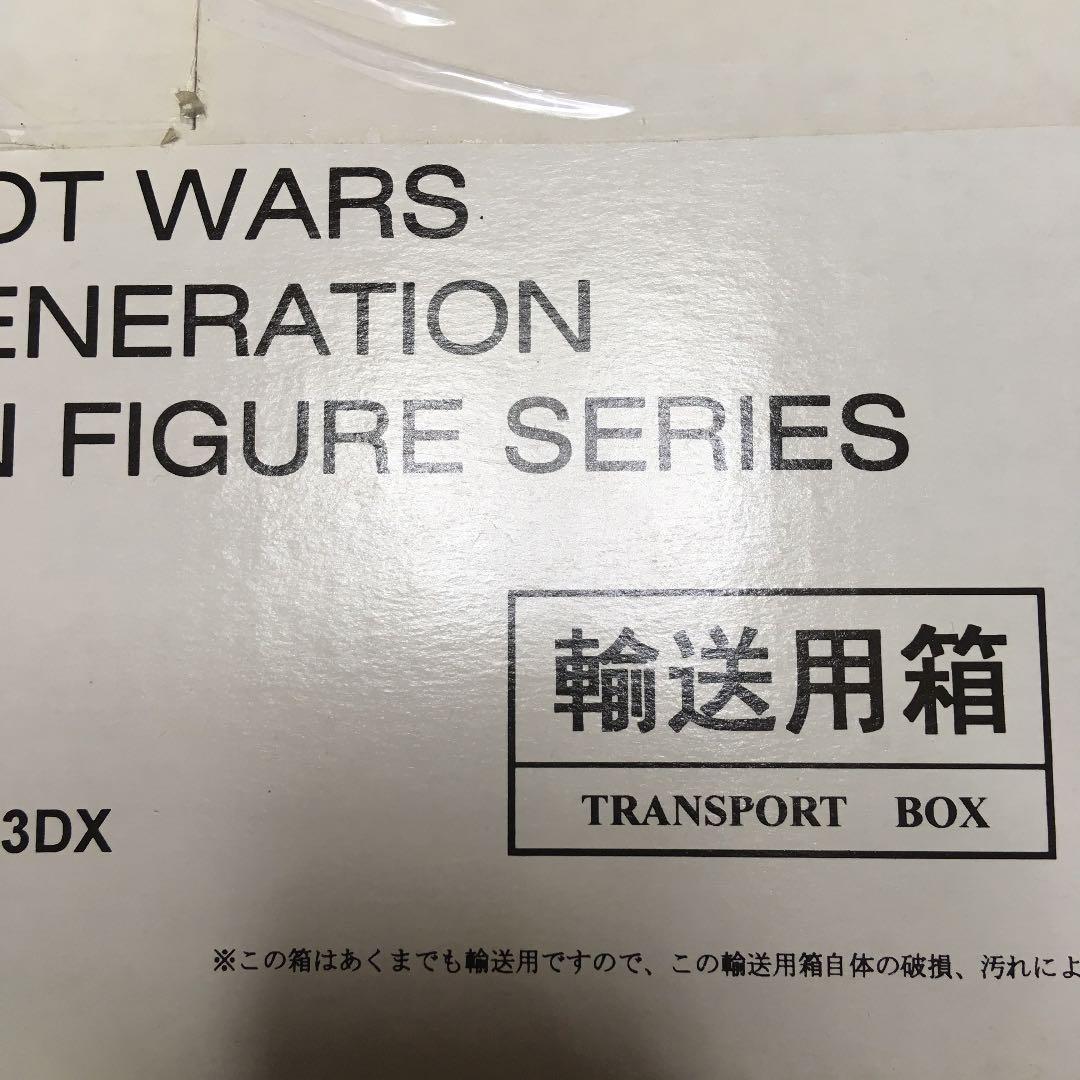 OT WARS
ENERATION
N FIGURE SERIES
輸送用箱
TRANSPORT BOX
3DX
※この箱はあくまでも輸送用ですので、この輸送用箱自体の破損、汚れによ